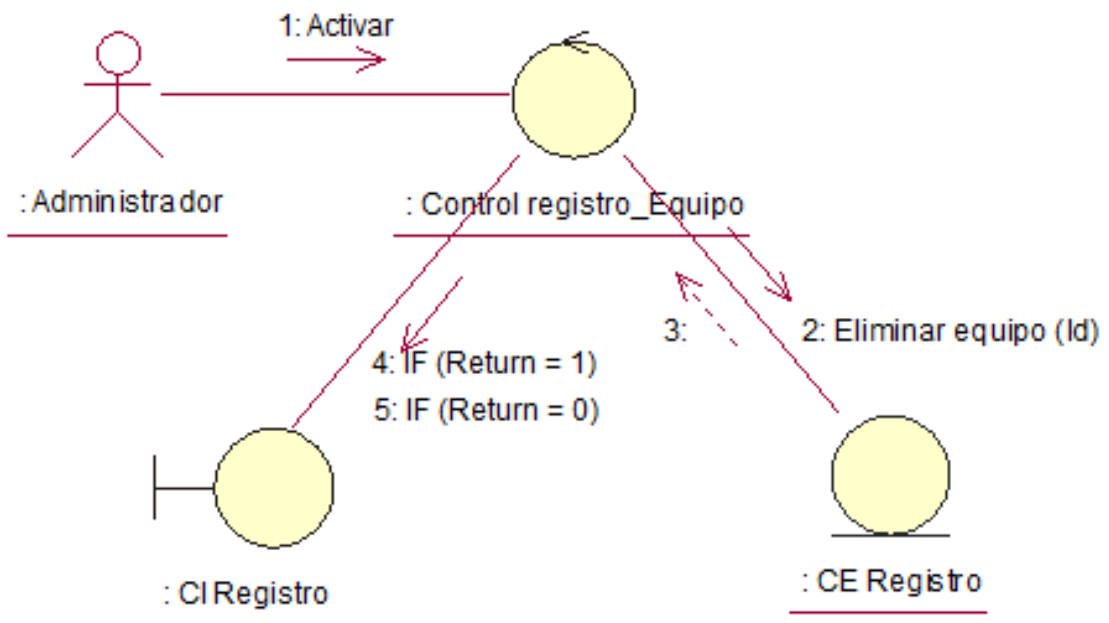 1: Activar
: Administrador
: Control registro_Equipo
3:
2: Eliminar equipo (Id)
4: IF (Return = 1)
5: IF (Return = 0)
: CI Registro
: CE Registro